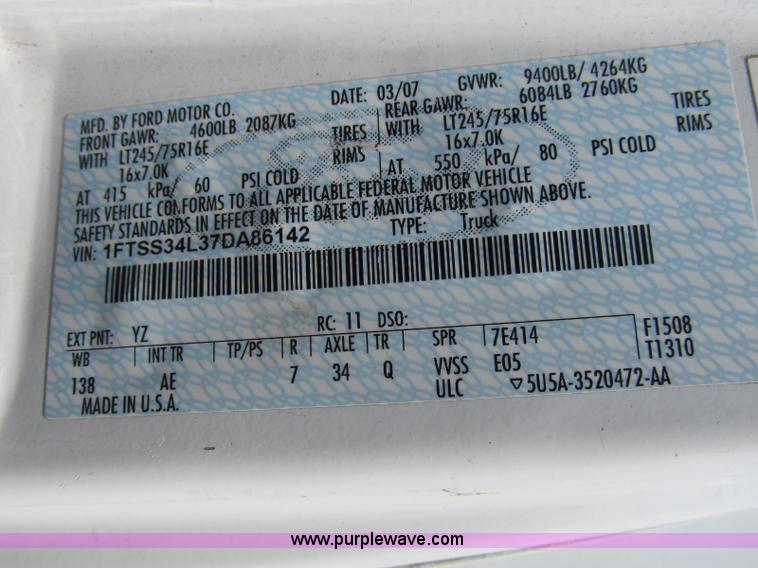 MFD. BY FORD MOTOR CO.
DATE: 03/07 GVWR: 9400LB/ 4264KG
FRONT GAWR: 4600LB 2087KG REAR GAWR: 6084LB 2760KG
WITH LT245/75R16E TIRES WITH LT245/75R16E TIRES
16x7.0K RIMS 16x7.0K RIMS
AT 415 kPa/ 60 PSI COLD AT 550 kPa/ 80 PSI COLD
THIS VEHICLE CONFORMS TO ALL APPLICABLE FEDERAL MOTOR VEHICLE
SAFETY STANDARDS IN EFFECT ON THE DATE OF MANUFACTURE SHOWN ABOVE.
VIN: 1FTSS34L37DA86142 TYPE: Truck
EXT PNT: YZ RC: 11 DSO: F1508
WB INT TR TP/PS R AXLE TR SPR 7E414 T1310
138 AE 7 34 Q VVSS E05
MADE IN U.S.A. ULC ▽5U5A-3520472-AA
www.purplewave.com